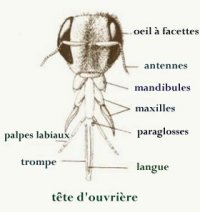 oeil à facettes
antennes
mandibules
maxilles
palpes labiaux
paraglosses
trompe
langue
tête d'ouvrière